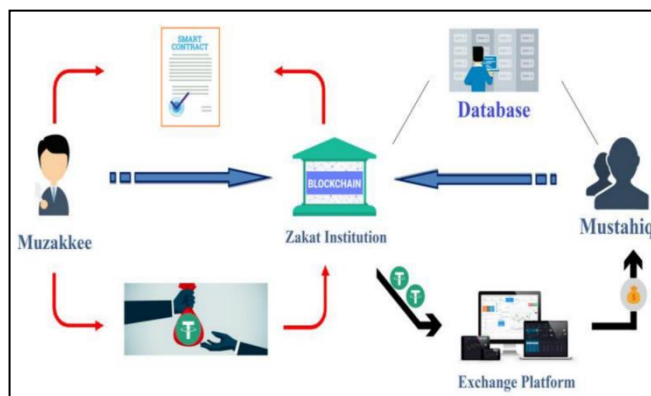 SMART
CONTRACT
Database
BLOCKCHAIN
Muzakkee
Zakat Institution
Mustahiq
Exchange Platform